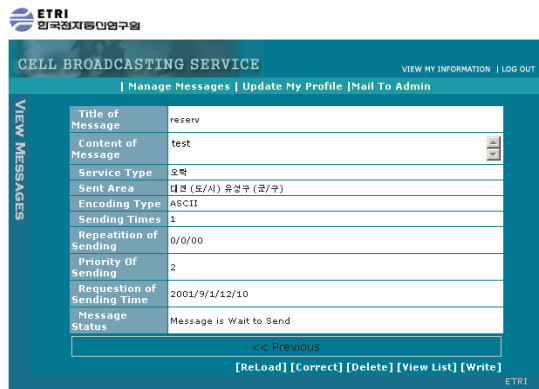 ETRI
한국전자통신연구원
CELL BROADCASTING SERVICE
VIEW MY INFORMATION | LOG OUT
| Manage Messages | Update My Profile |Mail To Admin
VIEW MESSAGES
Title of Message reserv
Content of Message test
Service Type 오락
Sent Area 대전 (도/시) 유성구 (군/구)
Encoding Type ASCII
Sending Times 1
Repeatition of Sending 0/0/00
Priority Of Sending 2
Requestion of Sending Time 2001/9/1/12/10
Message Status Message is Wait to Send
<< Previous
[ReLoad] [Correct] [Delete] [View List] [Write]
ETRI